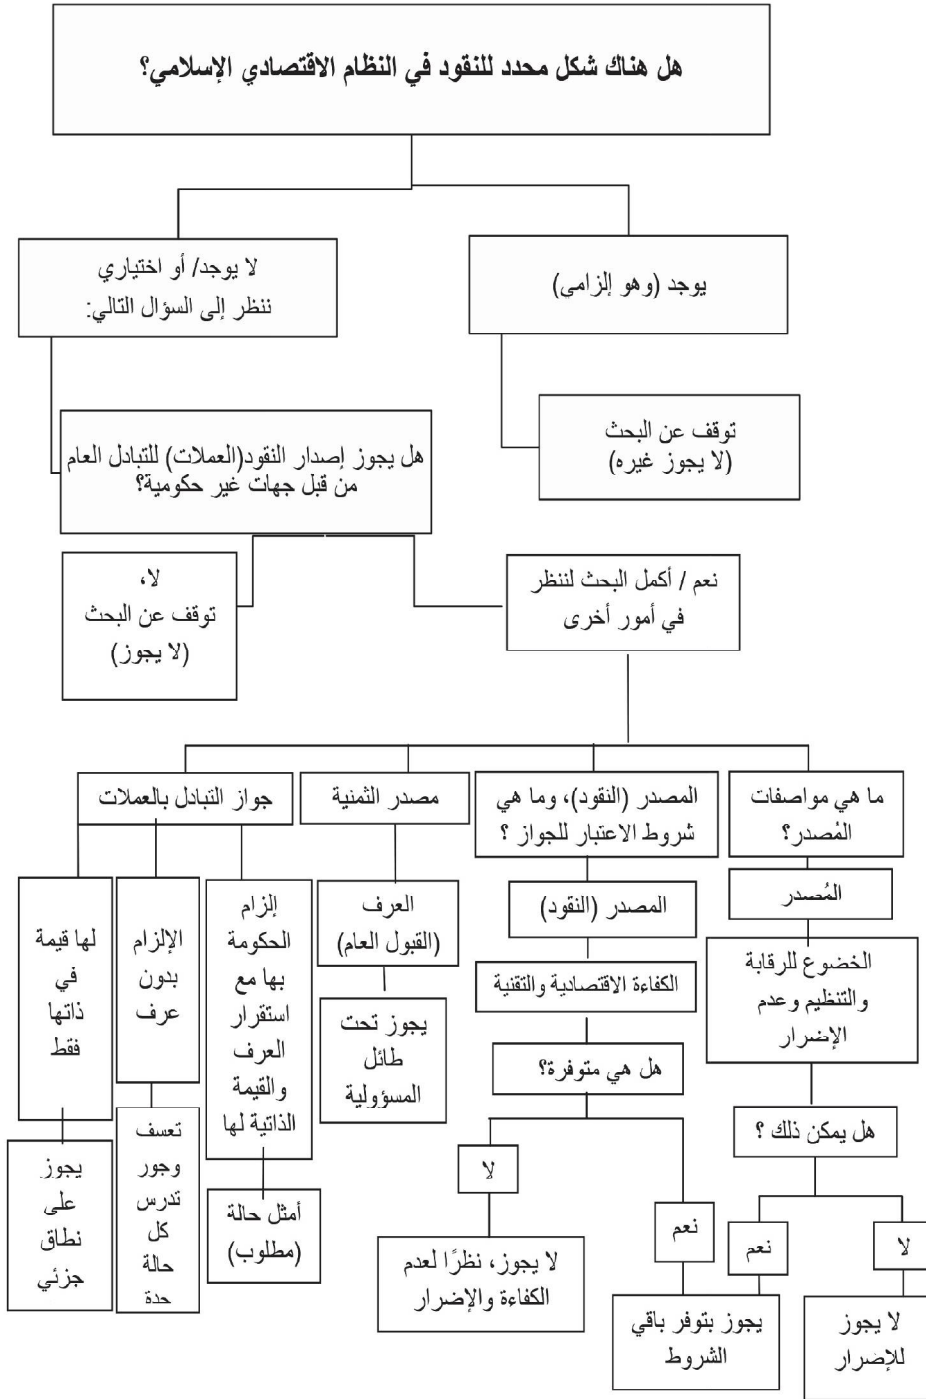 هل هناك شكل محدد للنقود في النظام الاقتصادي الإسلامي؟
يوجد (وهو إلزامي)
لا يوجد/ أو اختياري
ننظر إلى السؤال التالي:
توقف عن البحث
(لا يجوز غيره)
هل يجوز إصدار النقود(العملات) للتبادل العام
من قبل جهات غير حكومية؟
نعم / أكمل البحث لننظر
في أمور أخرى
لا،
توقف عن البحث
(لا يجوز)
ما هي مواصفات
المُصدر؟
المصدر (النقود)، وما هي
شروط الاعتبار للجواز ؟
مصدر الثمنية
جواز التبادل بالعملات
المُصدر
الخضوع للرقابة
والتنظيم وعدم
الإضرار
هل يمكن ذلك ؟
لا
نعم
لا يجوز
للإضرار
المصدر (النقود)
الكفاءة الاقتصادية والتقنية
هل هي متوفرة؟
نعم
لا
يجوز بتوفر باقي
الشروط
لا يجوز، نظرًا لعدم
الكفاءة والإضرار
العرف
(القبول العام)
يجوز تحت
طائل
المسؤولية
إلزام
الحكومة
بها مع
استقرار
العرف
والقيمة
الذاتية لها
أمثل حالة
(مطلوب)
الإلزام
بدون
عرف
تعسف
وجور
تدرس
كل
حالة
حدة
لها قيمة
في
ذاتها
فقط
يجوز
على
نطاق
جزئي